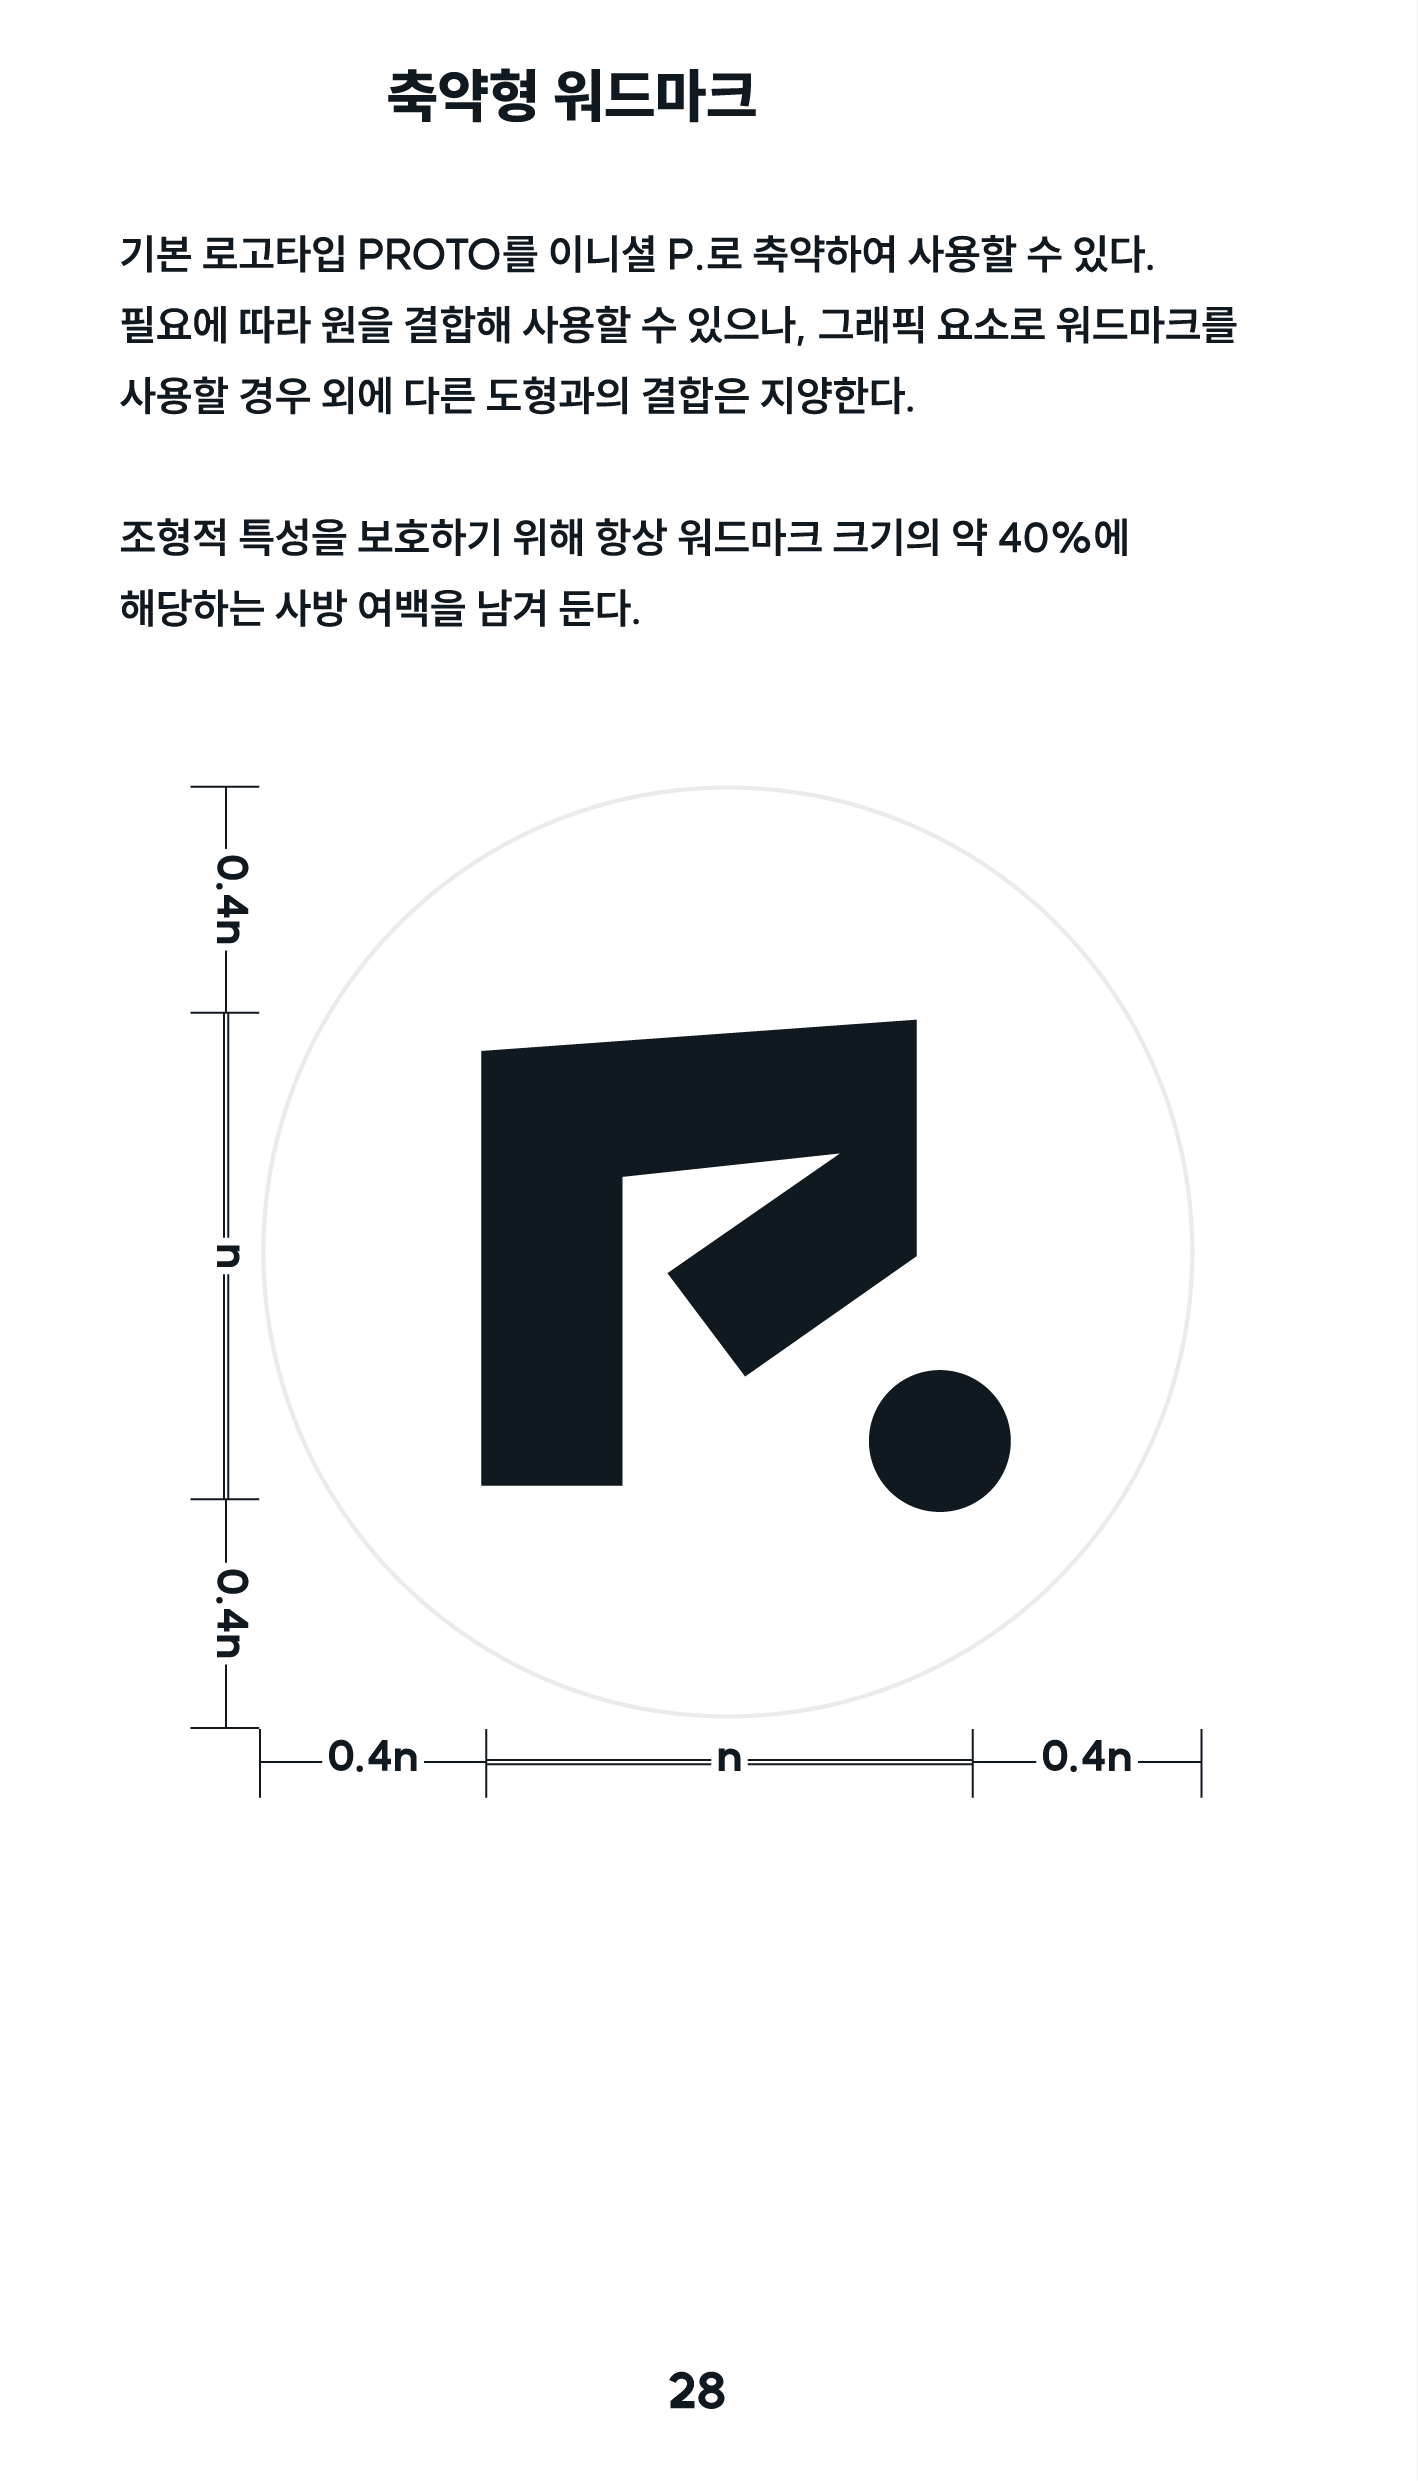 축약형 워드마크
기본 로고타입 PROTO를 이니셜 P.로 축약하여 사용할 수 있다.
필요에 따라 원을 결합해 사용할 수 있으나, 그래픽 요소로 워드마크를
사용할 경우 외에 다른 도형과의 결합은 지양한다.
조형적 특성을 보호하기 위해 항상 워드마크 크기의 약 40%에
해당하는 사방 여백을 남겨 둔다.
0.4n
n
0.4n
P.
0.4n n 0.4n
28